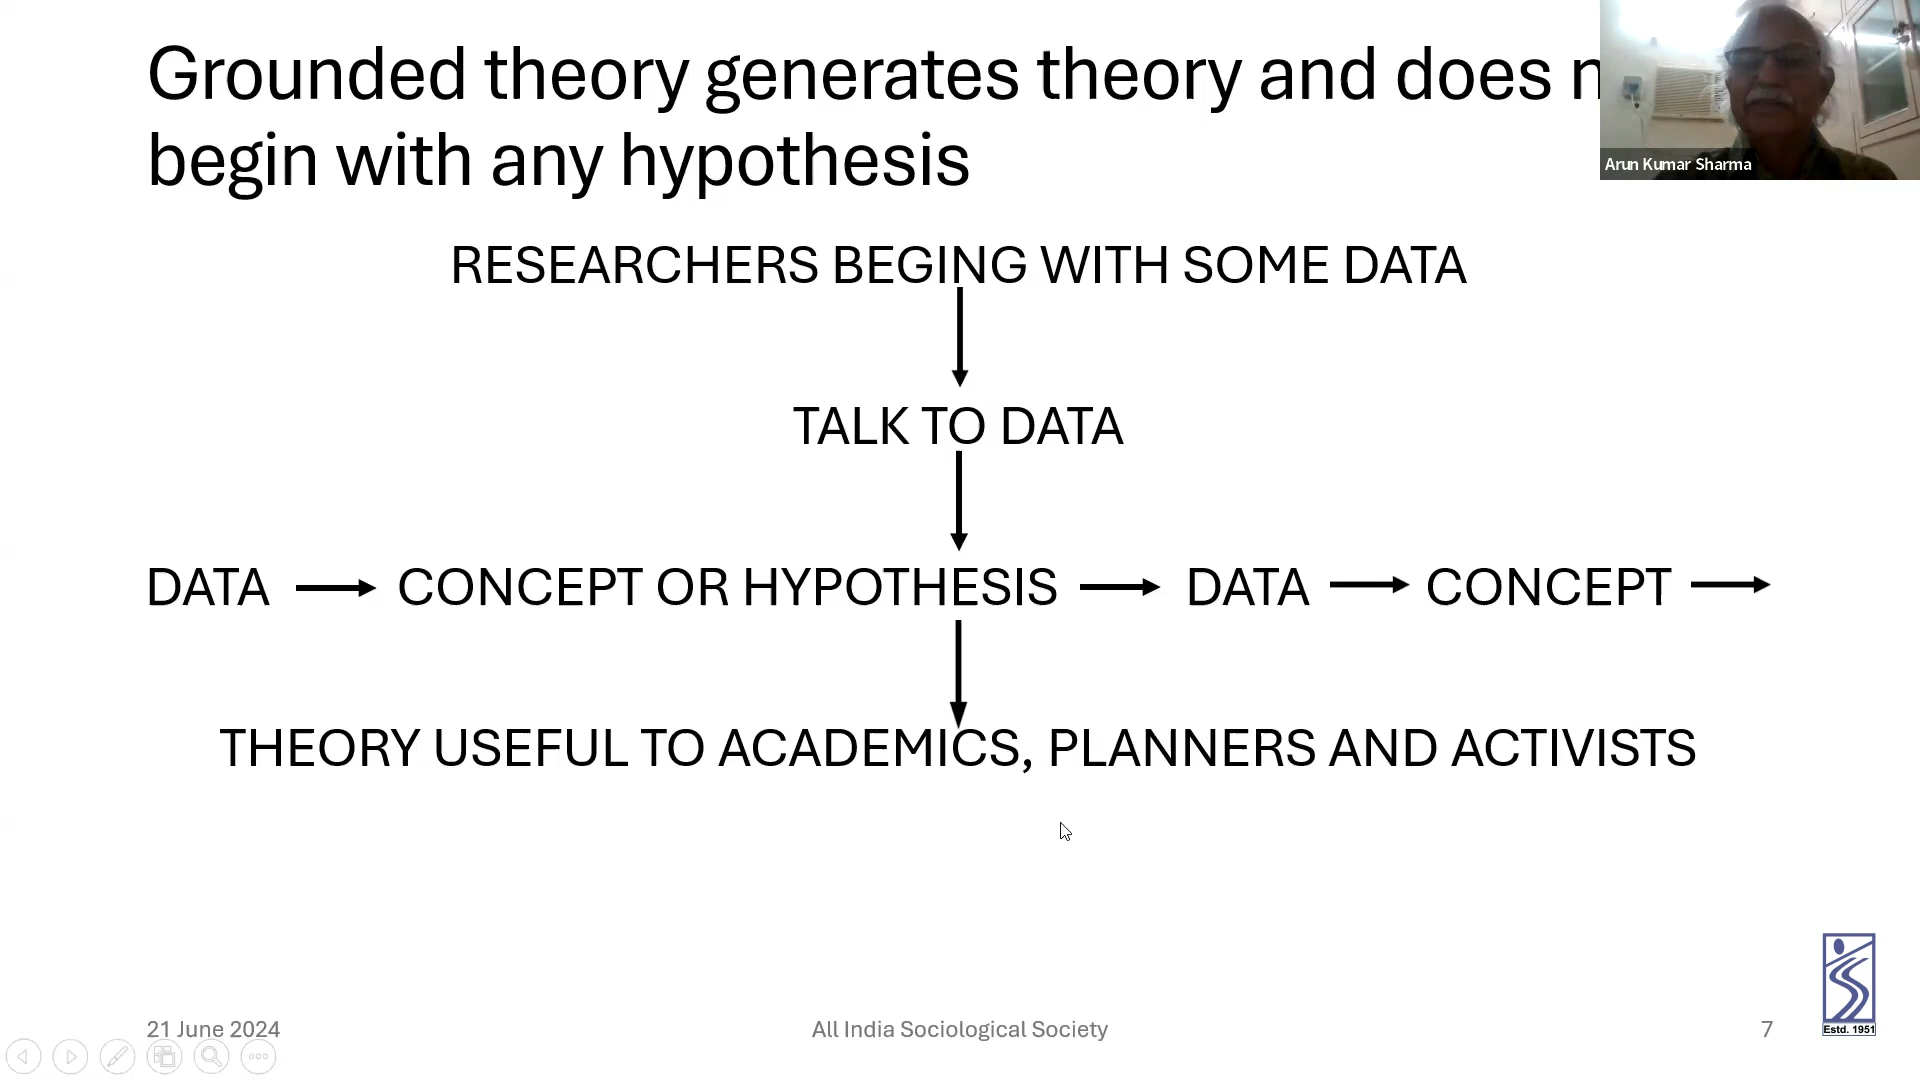 Grounded theory generates theory and does
begin with any hypothesis
Arun Kumar Sharma
RESEARCHERS BEGING WITH SOME DATA
TALK TO DATA
DATA CONCEPT OR HYPOTHESIS DATA CONCEPT
THEORY USEFUL TO ACADEMICS, PLANNERS AND ACTIVISTS
21 June 2024
All India Sociological Society
7
Estd. 1951